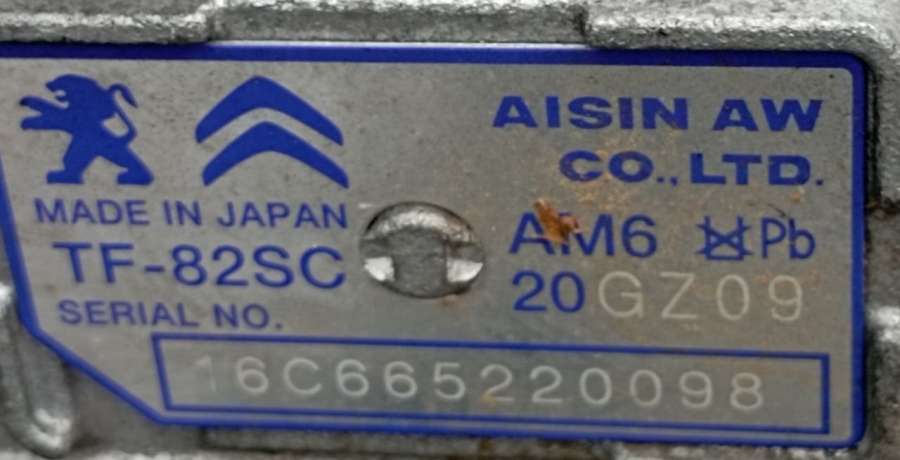 AISIN AW
CO.,LTD.
MADE IN JAPAN
TF-82SC
AM6 Pb
20GZ09
SERIAL NO.
16C665220098